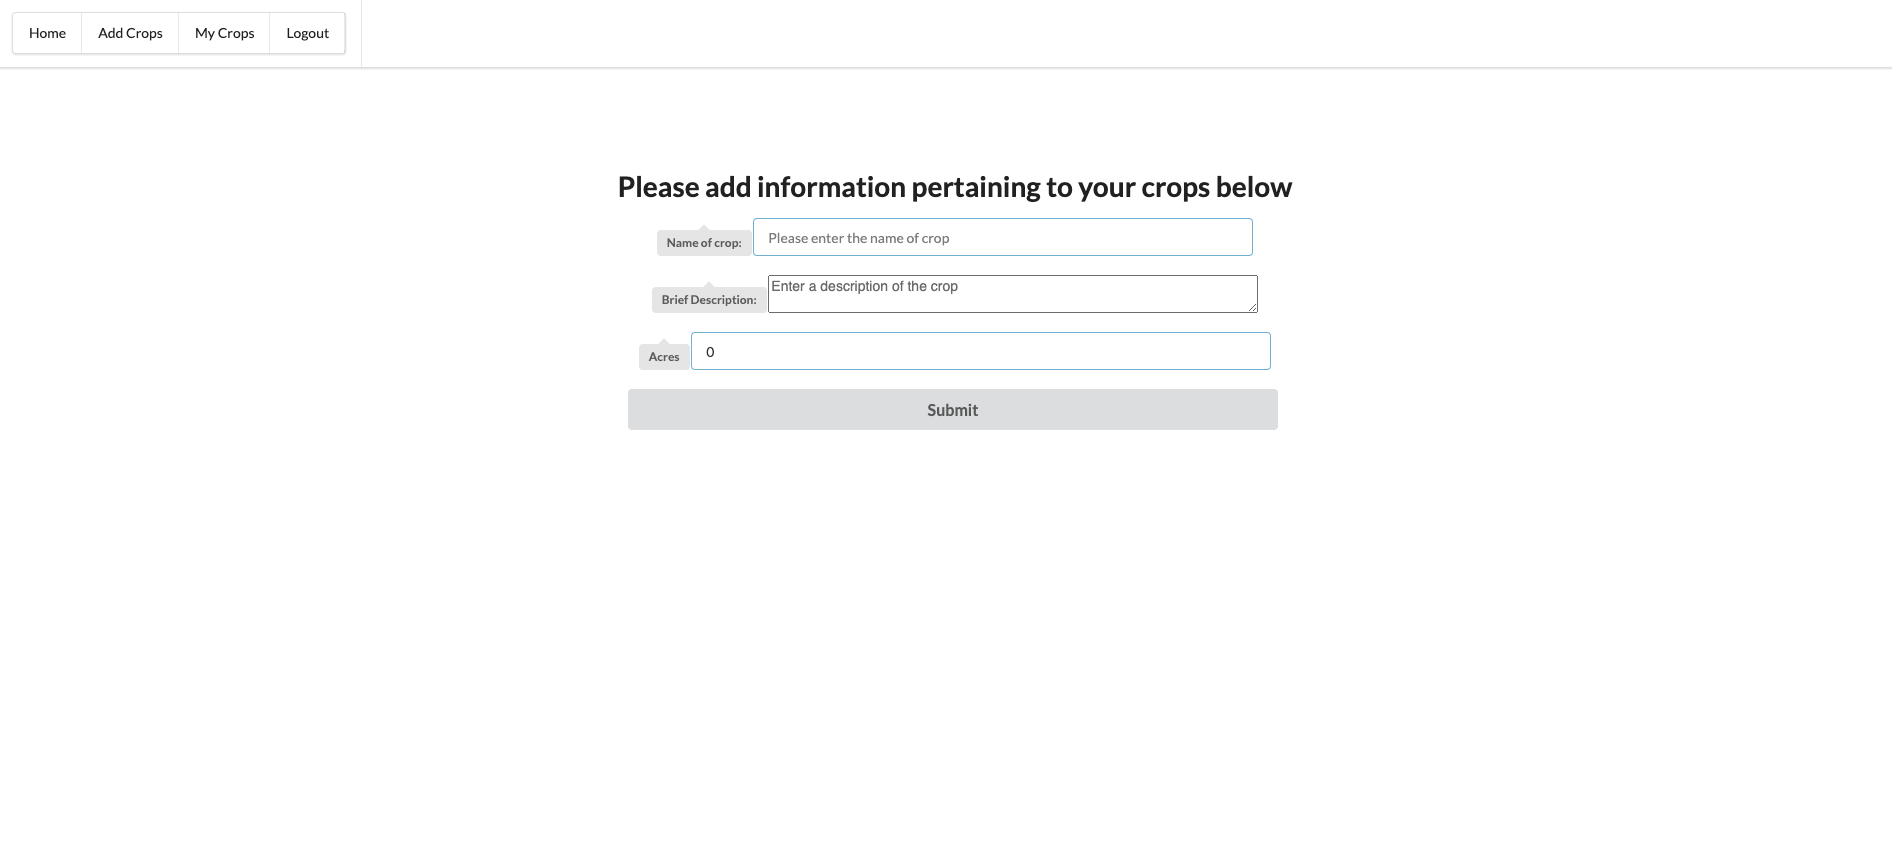 Home Add Crops My Crops Logout
Please add information pertaining to your crops below
Name of crop: Please enter the name of crop
Brief Description: Enter a description of the crop
Acres 0
Submit